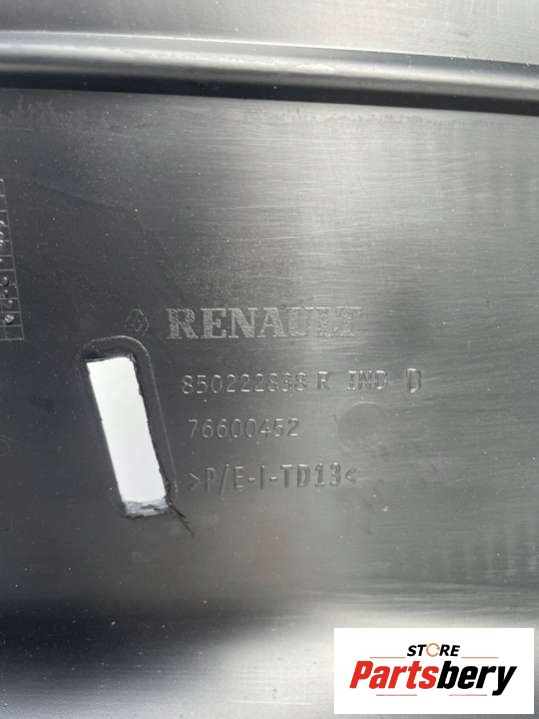 RENAULT
850222838 R IND D
76600452
>P/E-I-TD13<
STORE
Partsbery